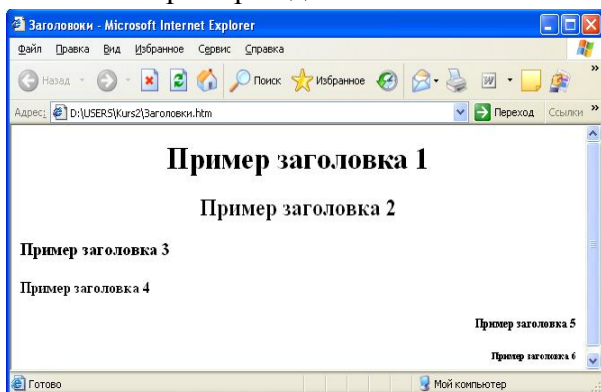 Заголовоки - Microsoft Internet Explorer
Файл Правка Вид Избранное Сервис Справка
Назад Поиск Избранное »
Адрес: D:\USERS\Kurs2\Заголовки.htm Переход Ссылки »
Пример заголовка 1
Пример заголовка 2
Пример заголовка 3
Пример заголовка 4
Пример заголовка 5
Пример заголовка 6
Готово Мой компьютер